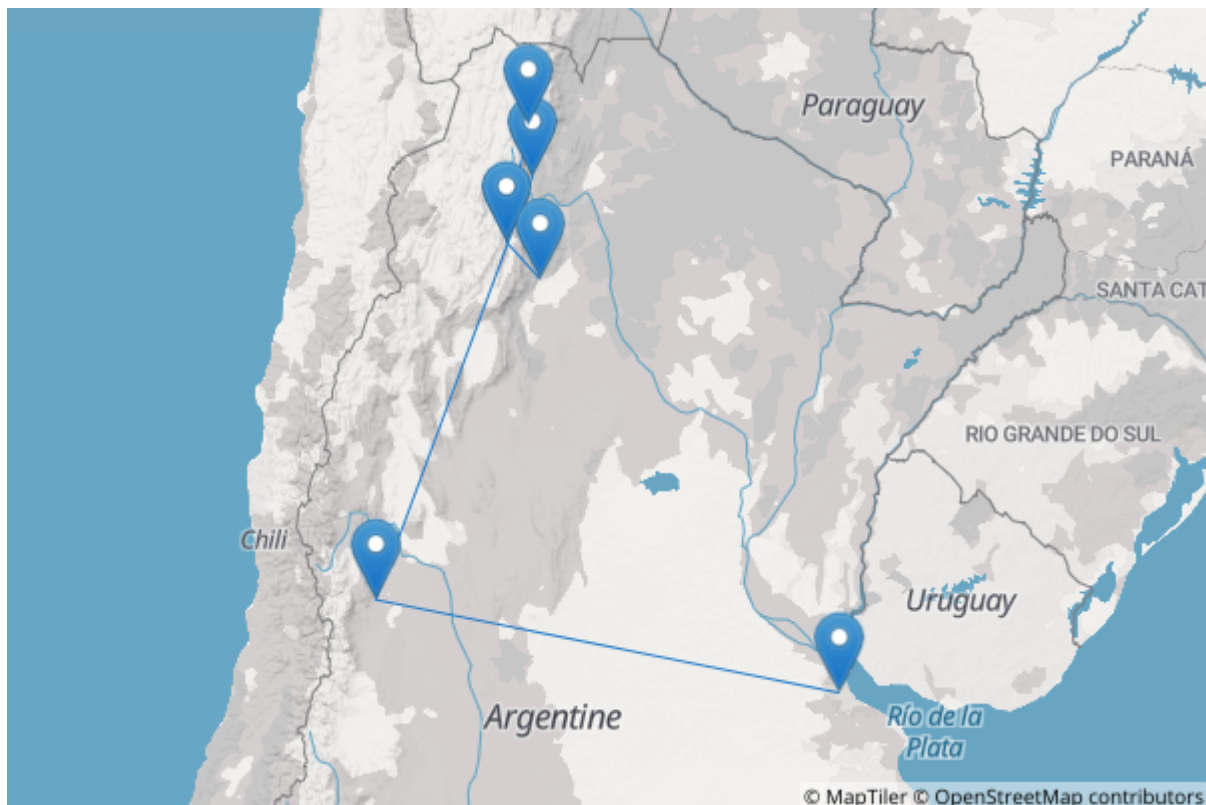 Paraguay
PARANÁ
SANTA CAT
RIO GRANDE DO SUL
Chili
Uruguay
Argentine
Río de la
Plata
© MapTiler © OpenStreetMap contributors